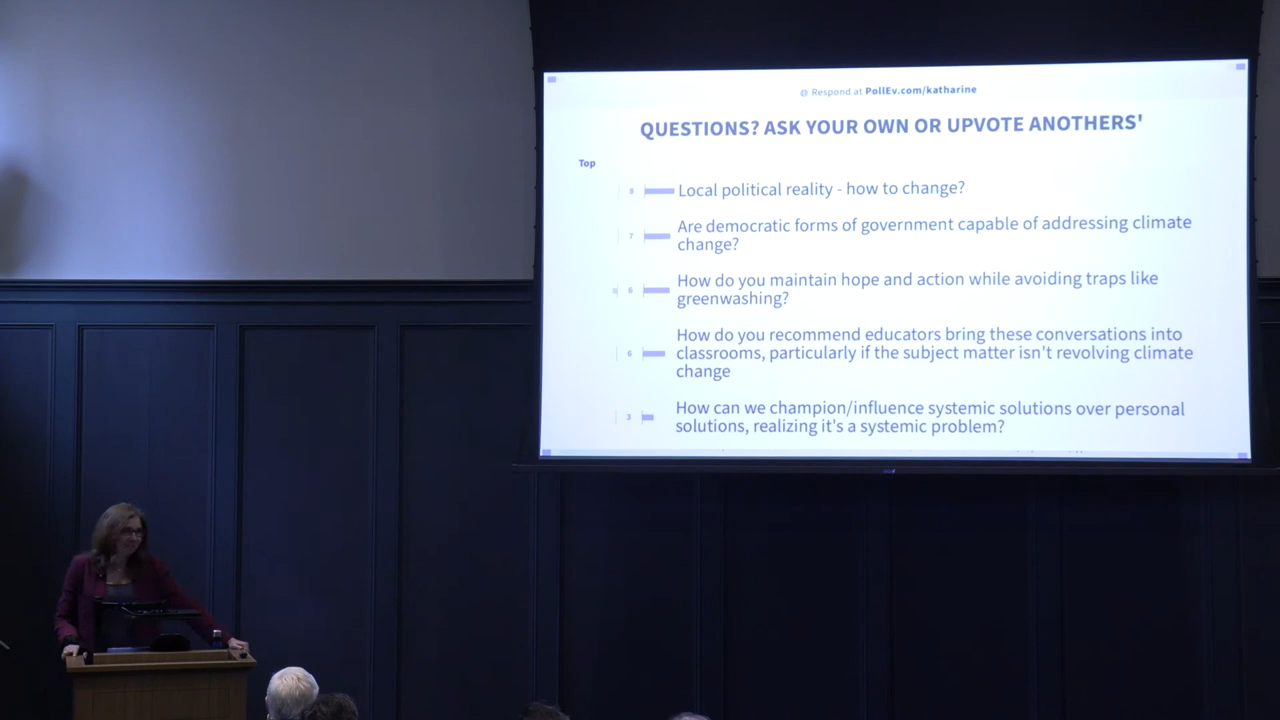 @ Respond at PollEv.com/katharine
QUESTIONS? ASK YOUR OWN OR UPVOTE ANOTHERS'
Top
8 Local political reality - how to change?
7 Are democratic forms of government capable of addressing climate
change?
6 How do you maintain hope and action while avoiding traps like
greenwashing?
6 How do you recommend educators bring these conversations into
classrooms, particularly if the subject matter isn't revolving climate
change
3 How can we champion/influence systemic solutions over personal
solutions, realizing it's a systemic problem?